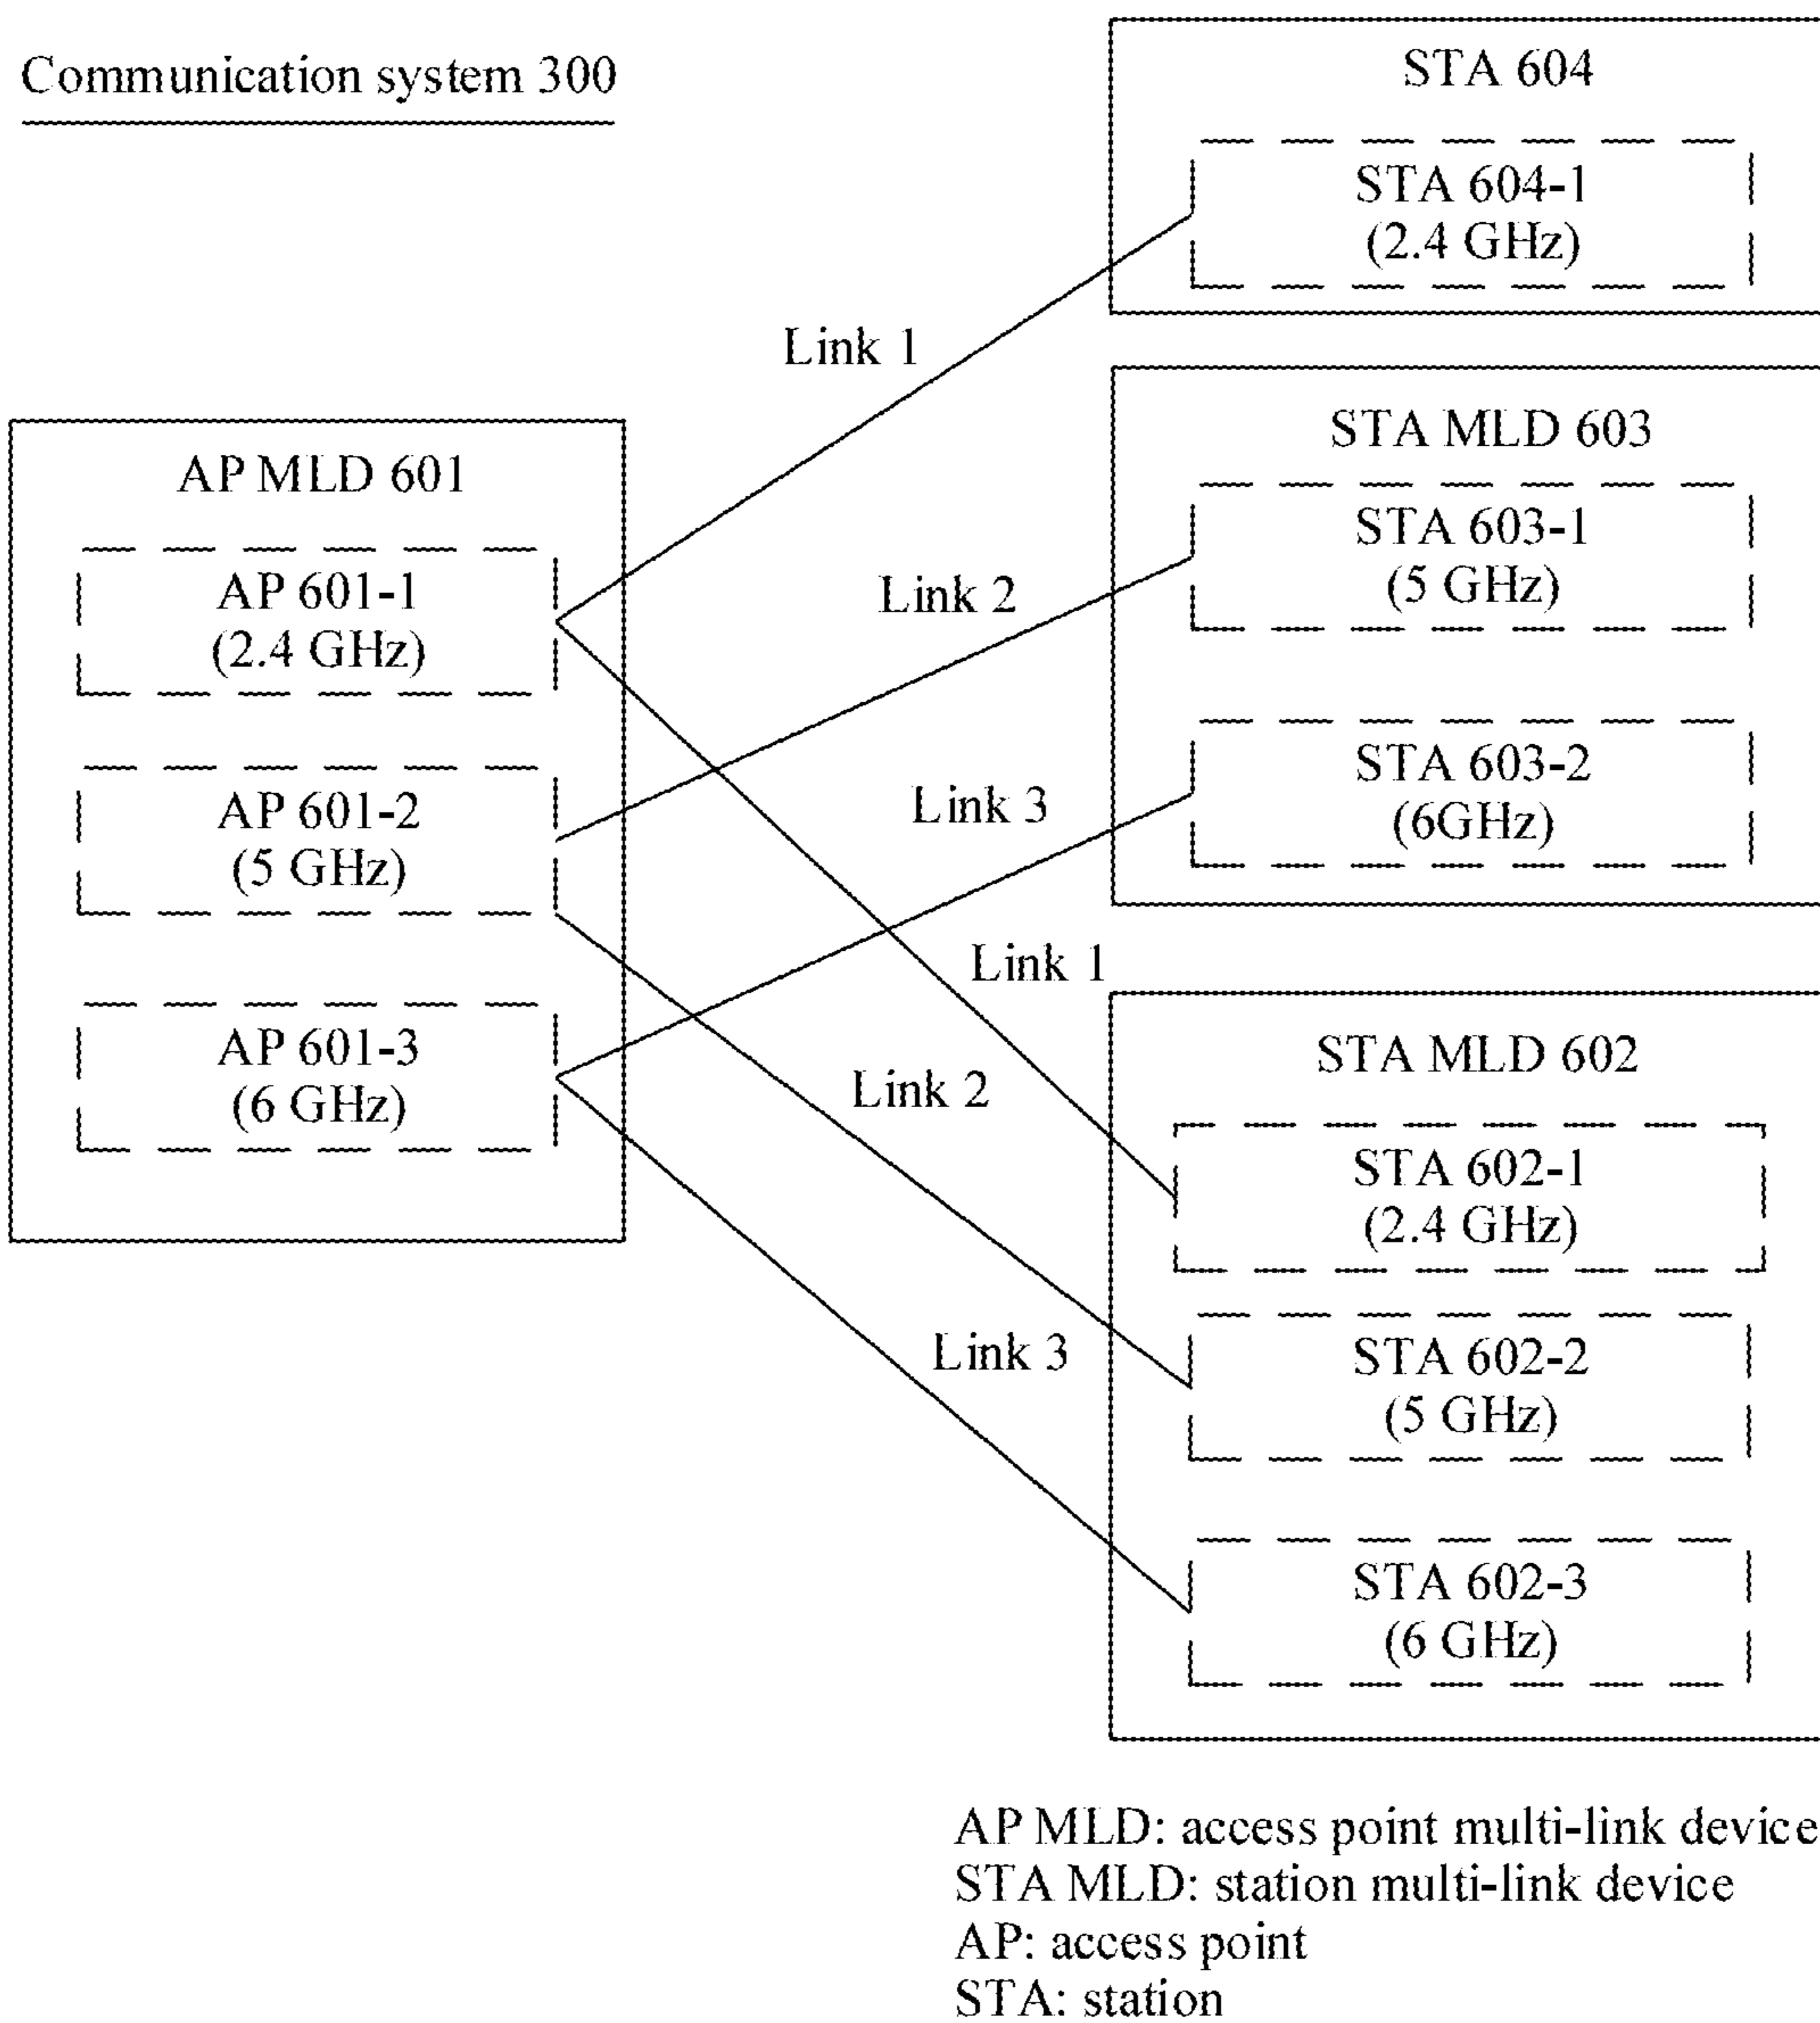 Communication system 300
STA 604
STA 604-1
(2.4 GHz)
Link 1
STA MLD 603
STA 603-1
(5 GHz)
STA 603-2
(6GHz)
AP MLD 601
AP 601-1
(2.4 GHz)
AP 601-2
(5 GHz)
AP 601-3
(6 GHz)
Link 2
Link 3
Link 1
Link 2
Link 3
STA MLD 602
STA 602-1
(2.4 GHz)
STA 602-2
(5 GHz)
STA 602-3
(6 GHz)
AP MLD: access point multi-link device
STA MLD: station multi-link device
AP: access point
STA: station